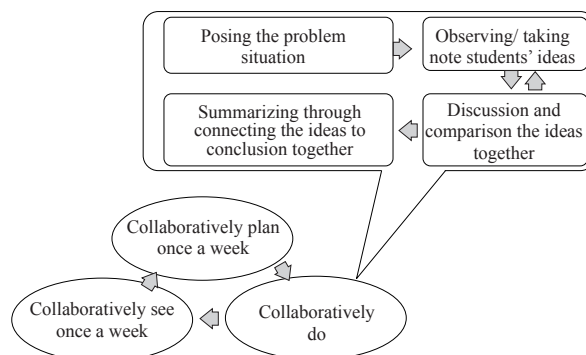 Posing the problem
situation
Observing/ taking
note students’ ideas
Summarizing through
connecting the ideas to
conclusion together
Discussion and
comparison the ideas
together
Collaboratively plan
once a week
Collaboratively see
once a week
Collaboratively
do